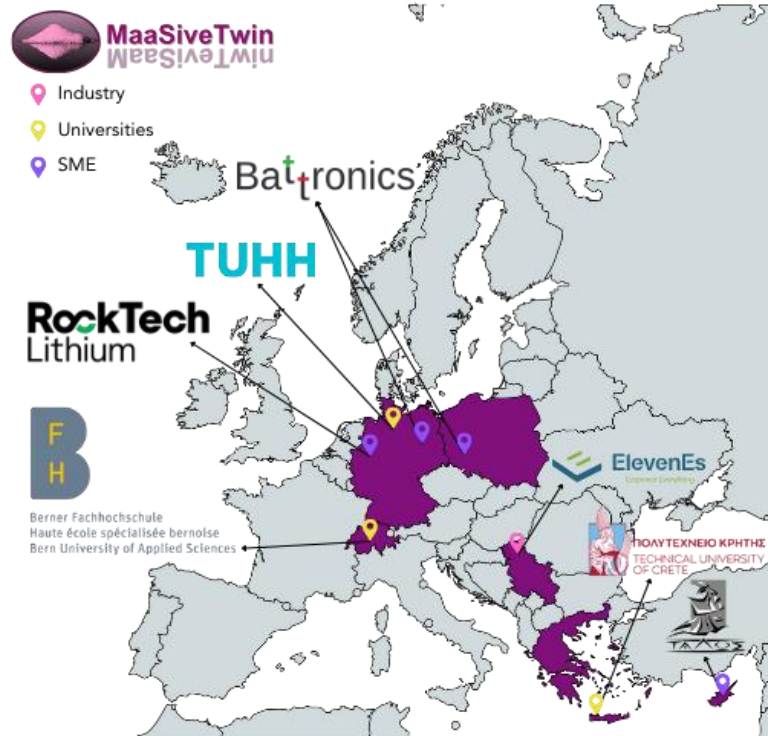 MaaSiveTwin
MaaSiveTwin
Industry
Universities
SME
Battronics
TUHH
RockTech
Lithium
F
B
H
Berner Fachhochschule
Haute école spécialisée bernoise
Bern University of Applied Sciences
ElevenEs
ΠΟΛΥΤΕΧΝΕΙΟ ΚΡΗΤΗΣ
TECHNICAL UNIVERSITY
OF CRETE
ΤΑΛΩΣ